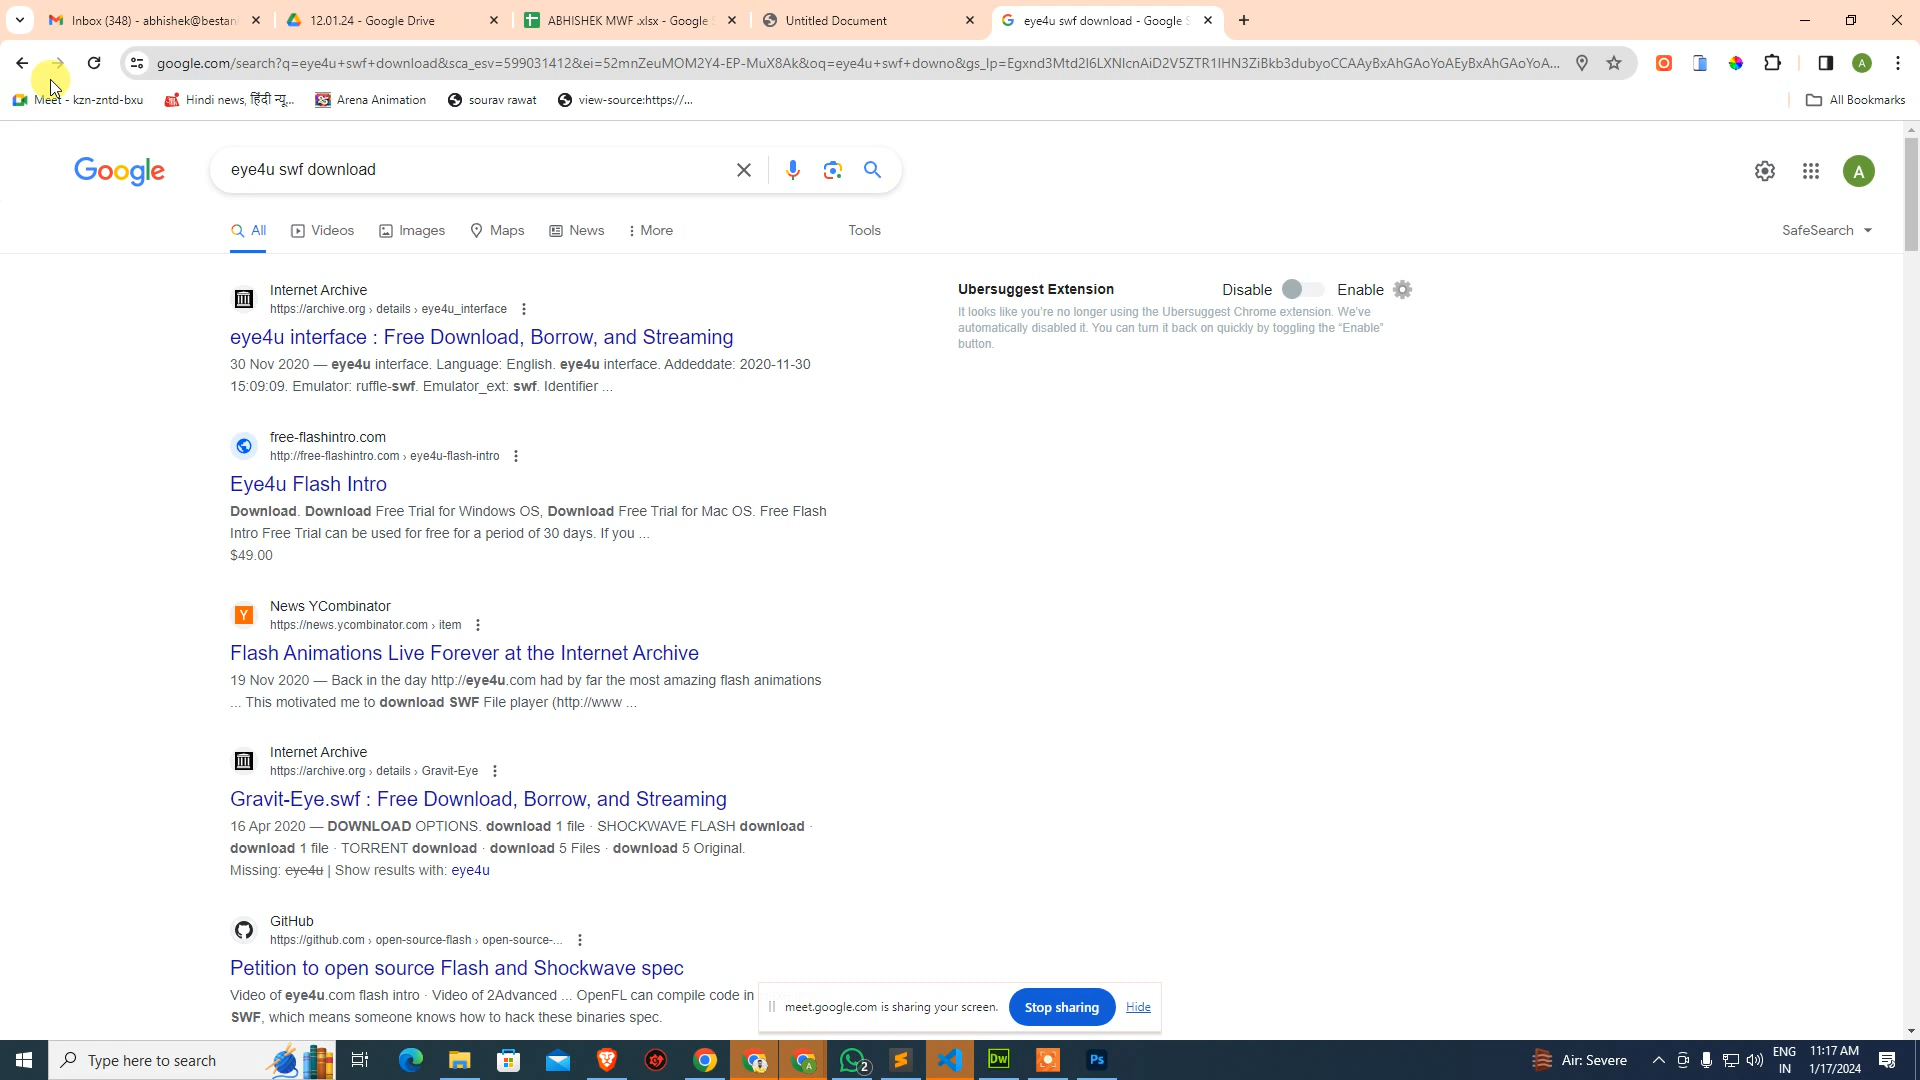 Inbox (348) - abhishek@bestan
12.01.24 - Google Drive
ABHISHEK MWF .xlsx - Google S
Untitled Document
eye4u swf download - Google S
google.com/search?q=eye4u+swf+download&sca_esv=599031412&ei=52mnZeuMOM2Y4-EP-MuX8Ak&oq=eye4u+swf+downo&gs_lp=Egxnd3Mtd2l6LXNlcnAiD2V5ZTR1IHN3ZiBkb3dubyoCCAAyBxAhGAoYoAEyBxAhGAoYoA...
Meet - kzn-zntd-bxu
Hindi news, हिंदी न्यू...
Arena Animation
sourav rawat
view-source:https://...
All Bookmarks
Google
eye4u swf download
A
All
Videos
Images
Maps
News
More
Tools
SafeSearch
Internet Archive
https://archive.org › details › eye4u_interface
eye4u interface : Free Download, Borrow, and Streaming
30 Nov 2020 — eye4u interface. Language: English. eye4u interface. Addeddate: 2020-11-30
15:09:09. Emulator: ruffle-swf. Emulator_ext: swf. Identifier ...
Ubersuggest Extension
Disable
Enable
It looks like you're no longer using the Ubersuggest Chrome extension. We've
automatically disabled it. You can turn it back on quickly by toggling the "Enable"
button.
free-flashintro.com
http://free-flashintro.com › eye4u-flash-intro
Eye4u Flash Intro
Download. Download Free Trial for Windows OS, Download Free Trial for Mac OS. Free Flash
Intro Free Trial can be used for free for a period of 30 days. If you ...
$49.00
News YCombinator
https://news.ycombinator.com › item
Flash Animations Live Forever at the Internet Archive
19 Nov 2020 — Back in the day http://eye4u.com had by far the most amazing flash animations
... This motivated me to download SWF File player (http://www ...
Internet Archive
https://archive.org › details › Gravit-Eye
Gravit-Eye.swf : Free Download, Borrow, and Streaming
16 Apr 2020 — DOWNLOAD OPTIONS. download 1 file · SHOCKWAVE FLASH download ·
download 1 file · TORRENT download · download 5 Files · download 5 Original.
Missing: eye4u | Show results with: eye4u
GitHub
https://github.com › open-source-flash › open-source-...
Petition to open source Flash and Shockwave spec
Video of eye4u.com flash intro · Video of 2Advanced ... OpenFL can compile code in
SWF, which means someone knows how to hack these binaries spec.
meet.google.com is sharing your screen.
Stop sharing
Hide
Type here to search
2
Dw
Ps
Air: Severe
ENG
IN
11:17 AM
1/17/2024